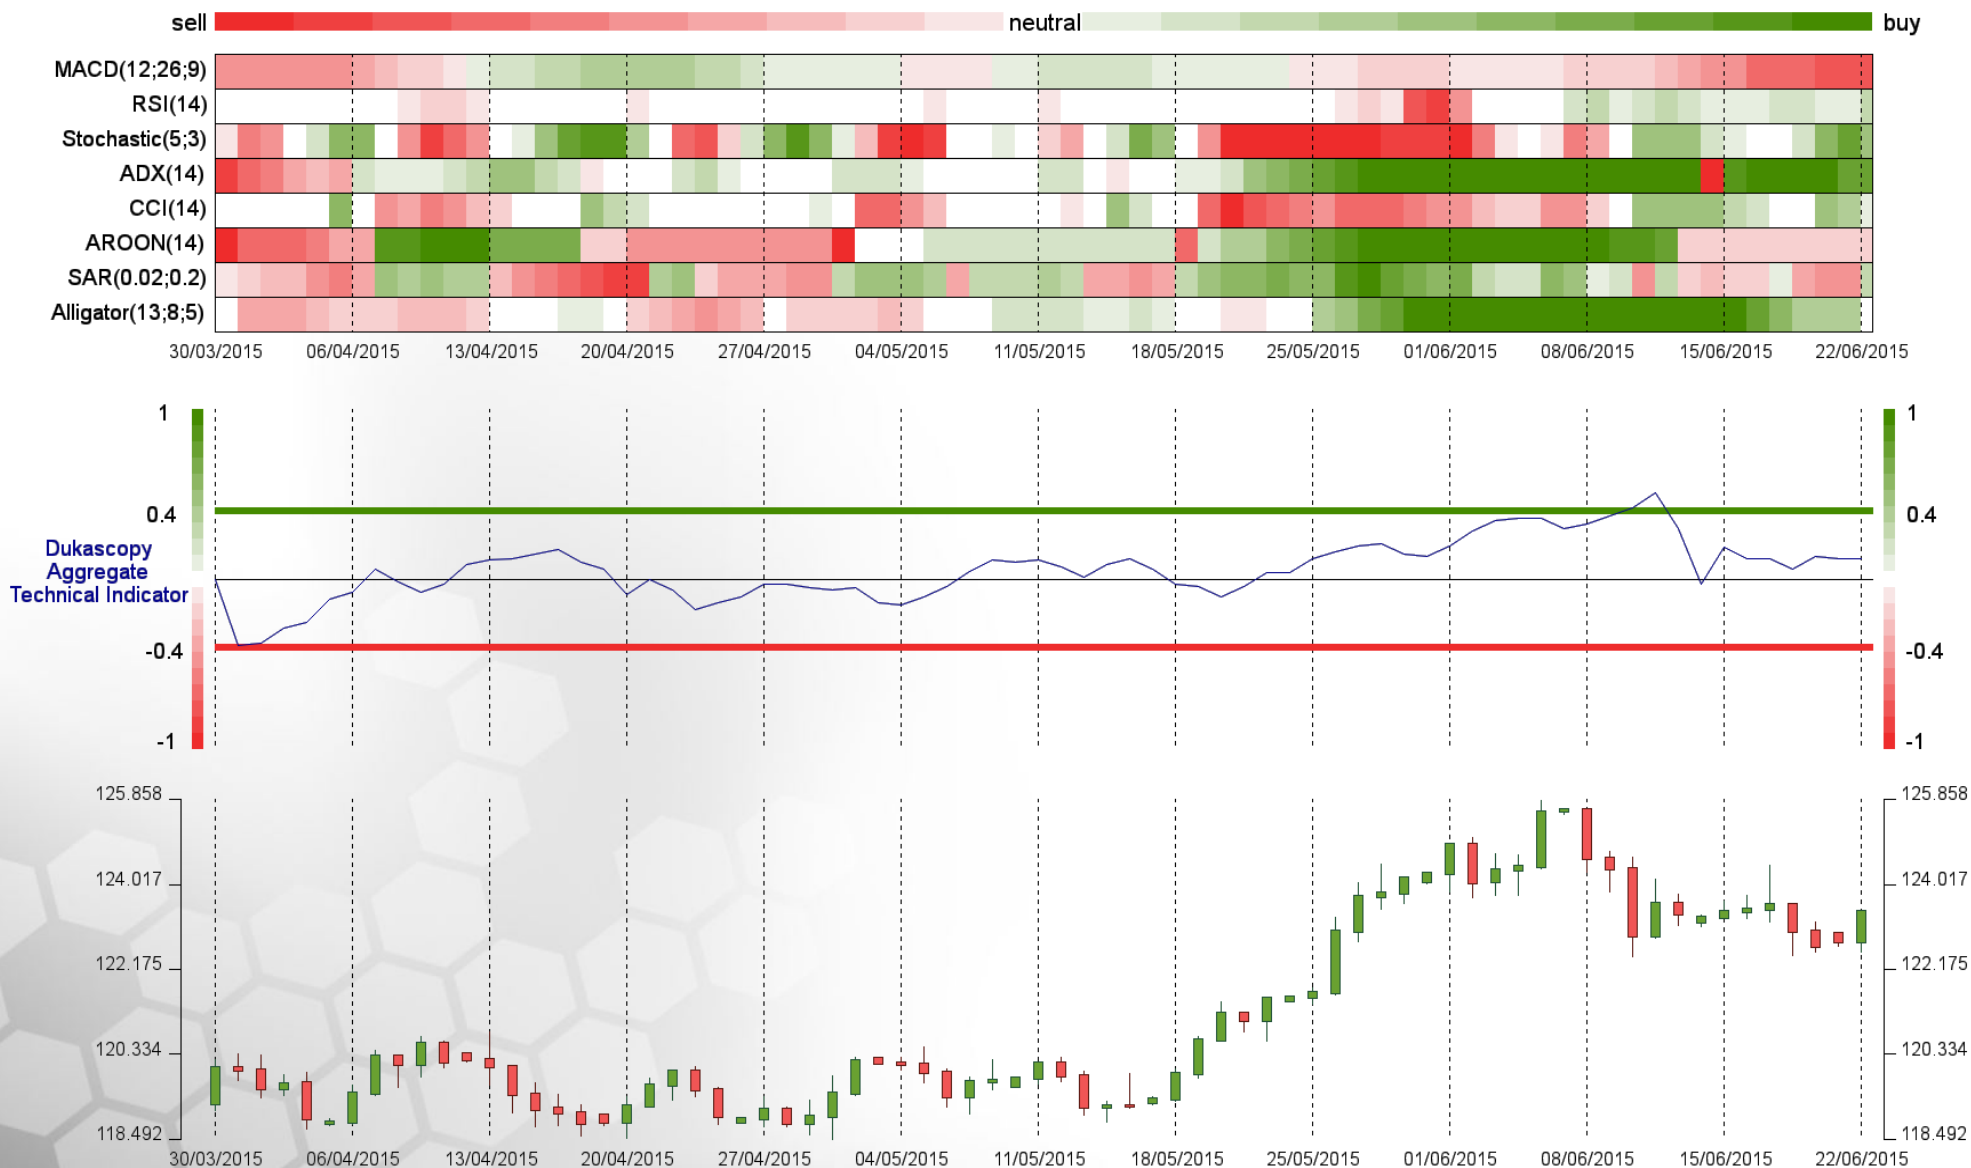 sell neutral buy
MACD(12;26;9)
RSI(14)
Stochastic(5;3)
ADX(14)
CCI(14)
AROON(14)
SAR(0.02;0.2)
Alligator(13;8;5)
30/03/2015 06/04/2015 13/04/2015 20/04/2015 27/04/2015 04/05/2015 11/05/2015 18/05/2015 25/05/2015 01/06/2015 08/06/2015 15/06/2015 22/06/2015
1 1
0.4 0.4
Dukascopy
Aggregate
Technical Indicator
-0.4 -0.4
-1 -1
125.858 125.858
124.017 124.017
122.175 122.175
120.334 120.334
118.492 118.492
30/03/2015 06/04/2015 13/04/2015 20/04/2015 27/04/2015 04/05/2015 11/05/2015 18/05/2015 25/05/2015 01/06/2015 08/06/2015 15/06/2015 22/06/2015